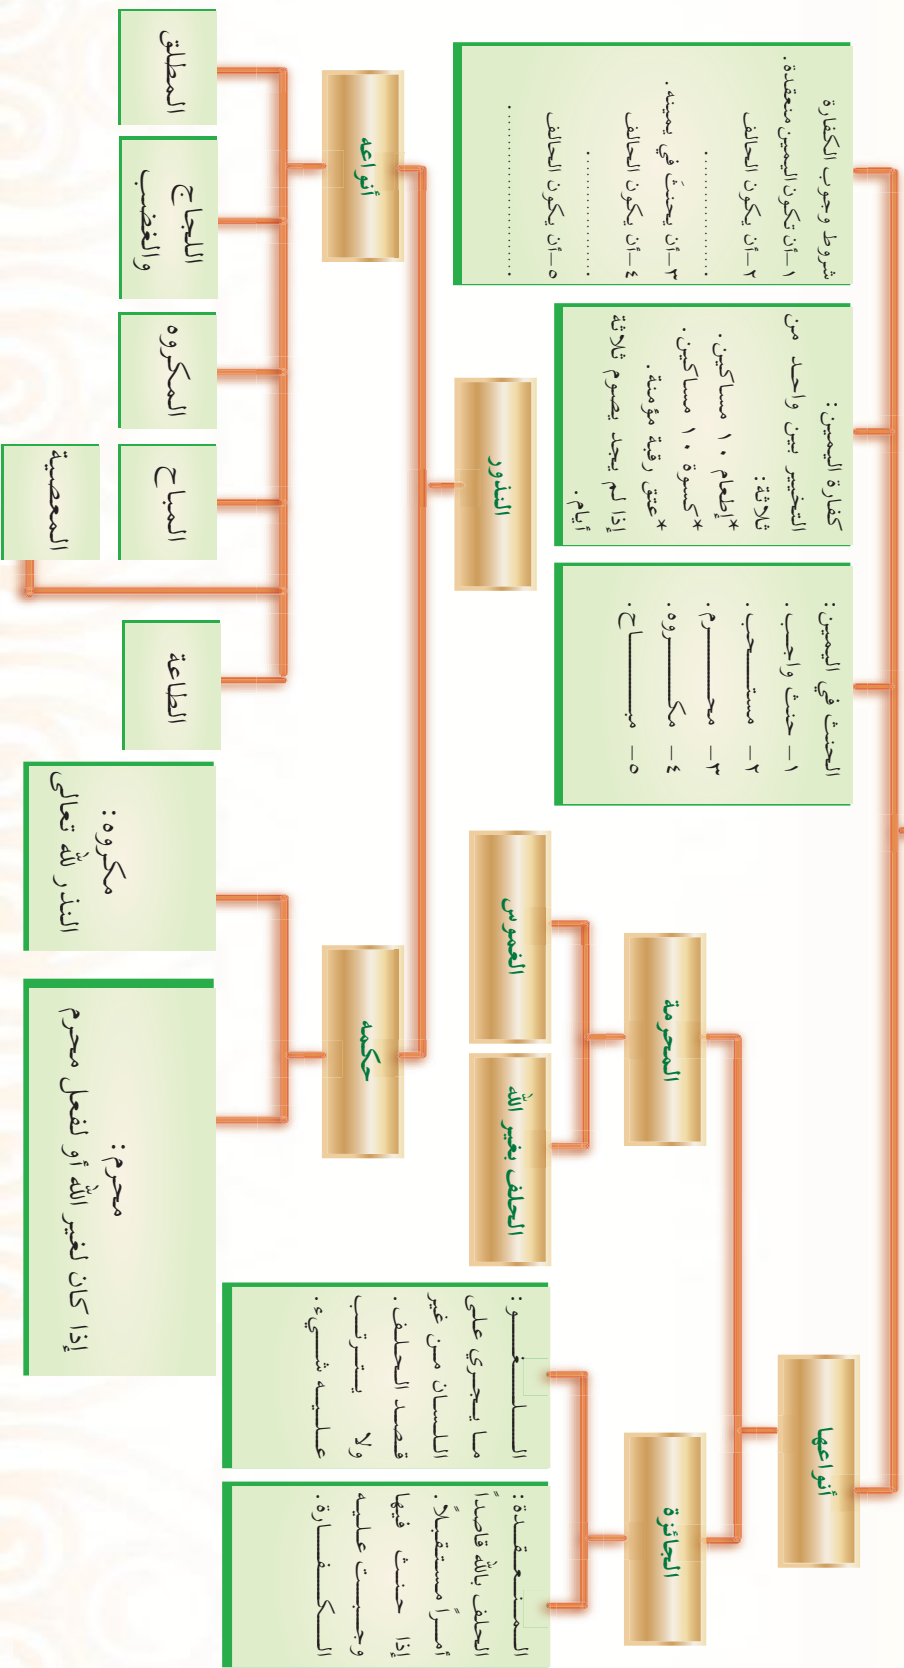 أنواعها
الجائزة
المحرمة
المنعقدة:
الحلف بالله قاصداً
أمراً مستقبلاً.
إذا حنث فيها
وجبت عليه
الكفارة.
اللغو:
ما يجري على
اللسان من غير
قصد الحلف.
ولا يترتب
عليه شيء.
الحلف بغير الله
الغموس
الحنث في اليمين:
١- حنث واجب.
٢- مستحب.
٣- محرم.
٤- مكروه.
٥- مباح.
كفارة اليمين:
التخيير بين واحد من
ثلاثة:
*إطعام ١٠ مساكين.
*كسوة ١٠ مساكين.
*عتق رقبة مؤمنة.
إذا لم يجد يصوم ثلاثة
أيام.
شروط وجوب الكفارة
١-أن تكون اليمين منعقدة.
٢-أن يكون الحالف
....................
٣-أن يحنثَ في يمينه.
٤-أن يكون الحالف
....................
٥-أن يكون الحالف
............................
النذور
حكمه
محرم:
إذا كان لغير الله أو لفعل محرم
مكروه:
النذر لله تعالى
أنواعه
الطاعة
المعصية
المباح
المكروه
اللجاج
والغضب
المطلق